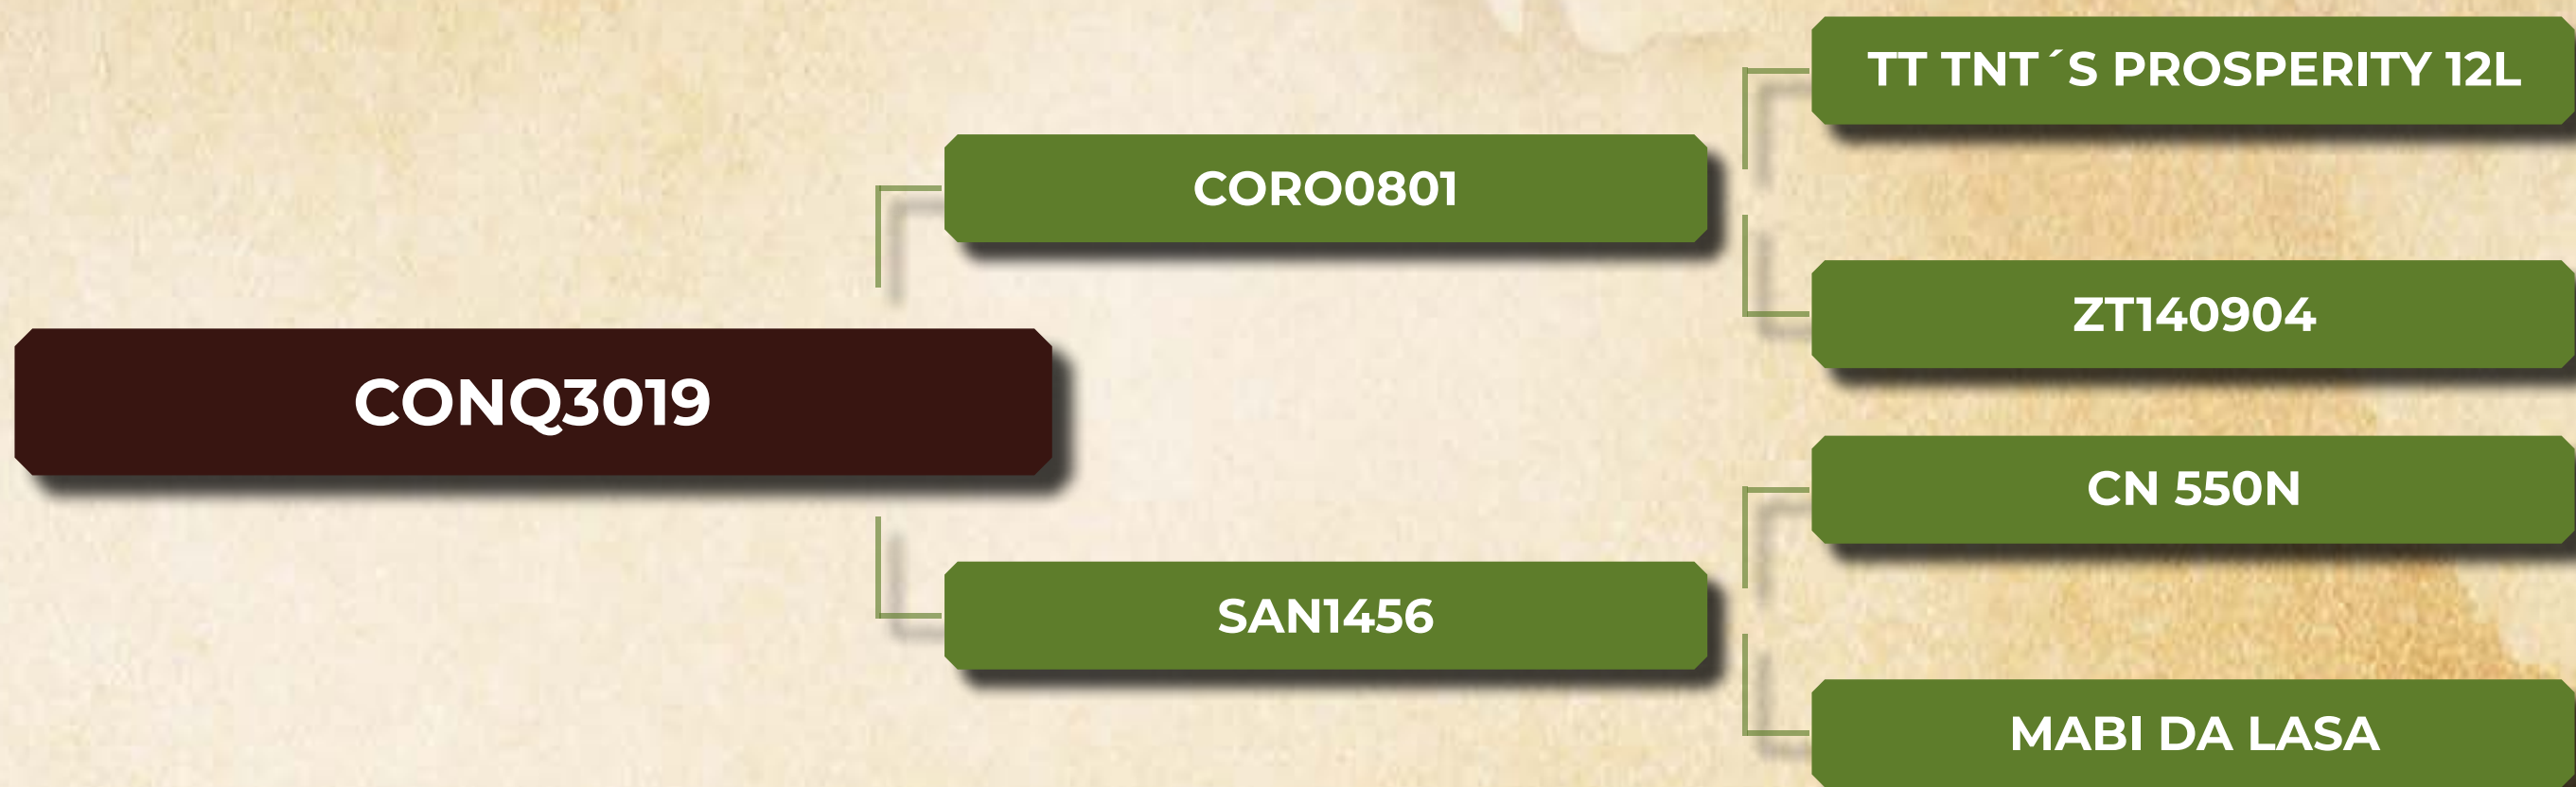 TT TNT´S PROSPERITY 12L
CORO0801
ZT140904
CONQ3019
CN 550N
SAN1456
MABI DA LASA